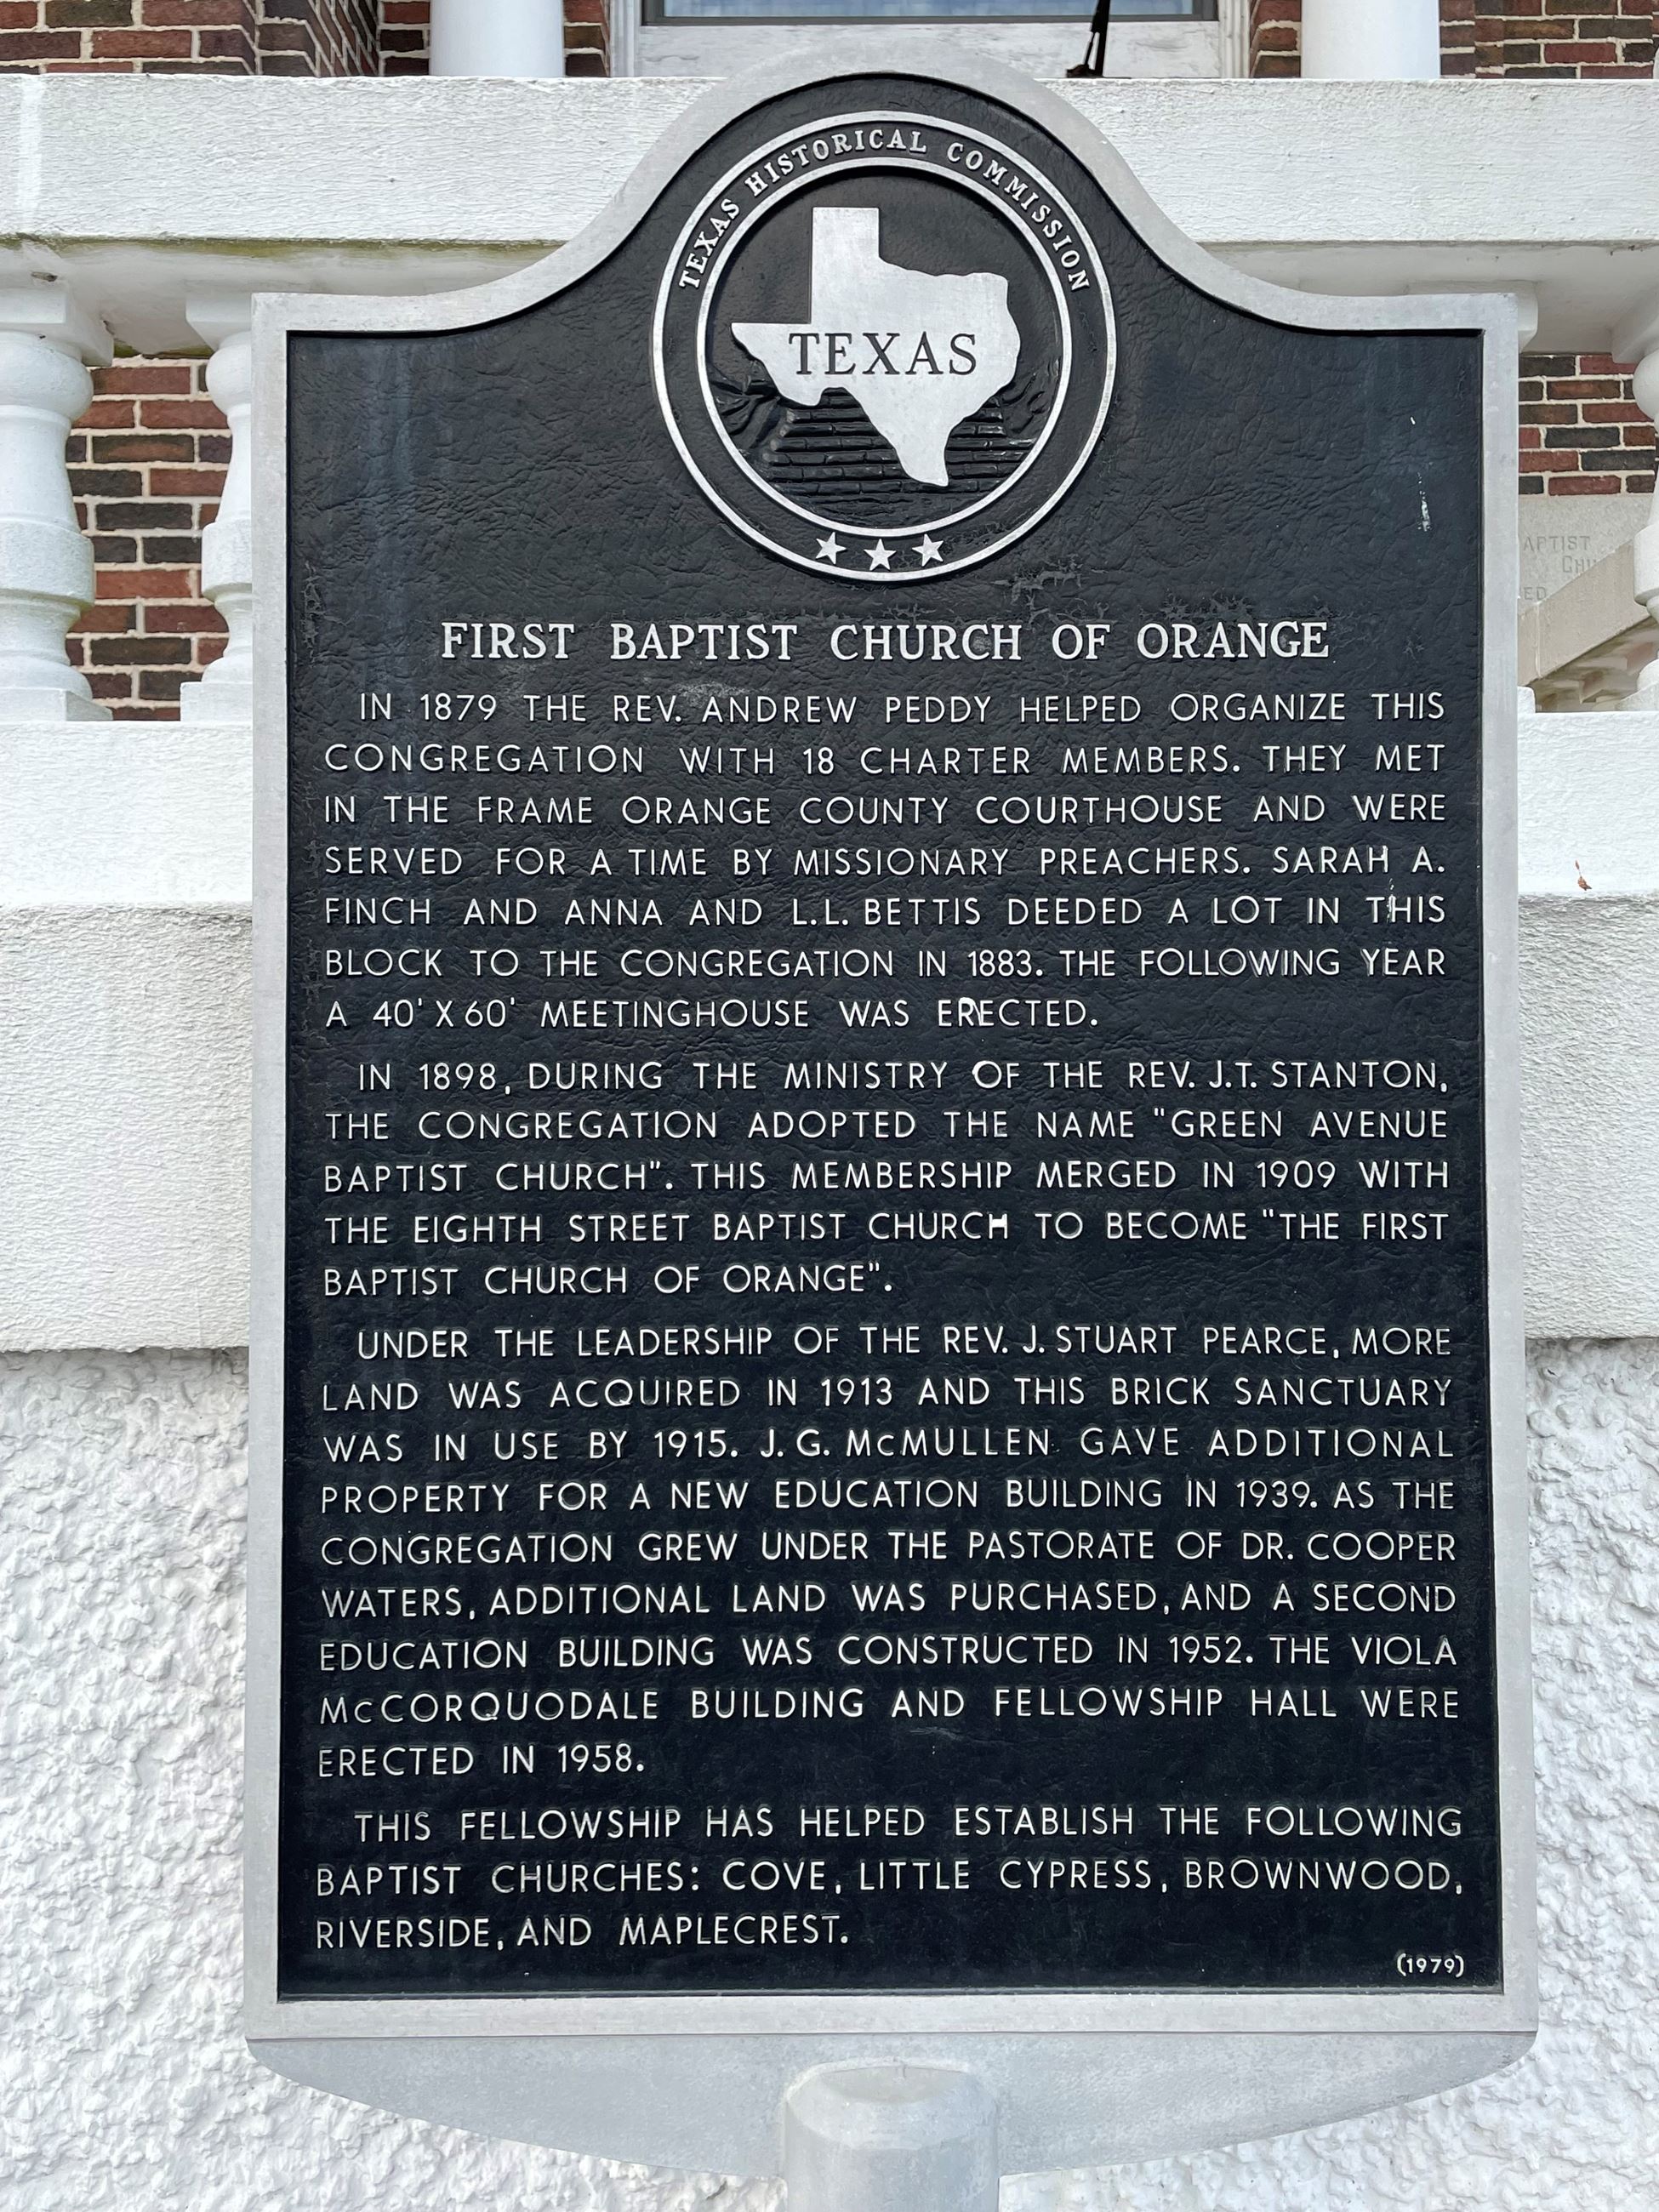 TEXAS HISTORICAL COMMISSION
TEXAS
FIRST BAPTIST CHURCH OF ORANGE
IN 1879 THE REV. ANDREW PEDDY HELPED ORGANIZE THIS
CONGREGATION WITH 18 CHARTER MEMBERS. THEY MET
IN THE FRAME ORANGE COUNTY COURTHOUSE AND WERE
SERVED FOR A TIME BY MISSIONARY PREACHERS. SARAH A.
FINCH AND ANNA AND L.L. BETTIS DEEDED A LOT IN THIS
BLOCK TO THE CONGREGATION IN 1883. THE FOLLOWING YEAR
A 40' X 60' MEETINGHOUSE WAS ERECTED.
IN 1898, DURING THE MINISTRY OF THE REV. J.T. STANTON,
THE CONGREGATION ADOPTED THE NAME "GREEN AVENUE
BAPTIST CHURCH". THIS MEMBERSHIP MERGED IN 1909 WITH
THE EIGHTH STREET BAPTIST CHURCH TO BECOME "THE FIRST
BAPTIST CHURCH OF ORANGE".
UNDER THE LEADERSHIP OF THE REV. J. STUART PEARCE, MORE
LAND WAS ACQUIRED IN 1913 AND THIS BRICK SANCTUARY
WAS IN USE BY 1915. J. G. McMULLEN GAVE ADDITIONAL
PROPERTY FOR A NEW EDUCATION BUILDING IN 1939. AS THE
CONGREGATION GREW UNDER THE PASTORATE OF DR. COOPER
WATERS, ADDITIONAL LAND WAS PURCHASED, AND A SECOND
EDUCATION BUILDING WAS CONSTRUCTED IN 1952. THE VIOLA
McCORQUODALE BUILDING AND FELLOWSHIP HALL WERE
ERECTED IN 1958.
THIS FELLOWSHIP HAS HELPED ESTABLISH THE FOLLOWING
BAPTIST CHURCHES: COVE, LITTLE CYPRESS, BROWNWOOD,
RIVERSIDE, AND MAPLECREST.
(1979)